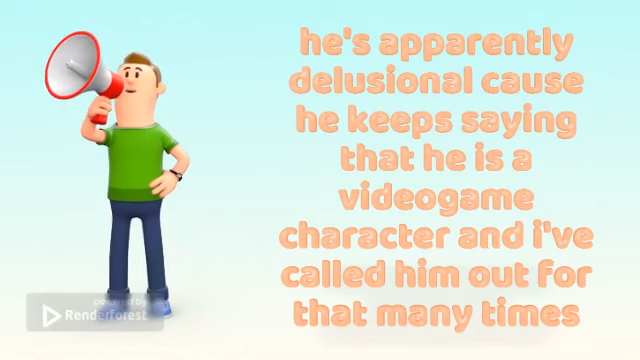 he's apparently
delusional cause
he keeps saying
that he is a
videogame
character and i've
called him out for
that many times
powered by
Renderforest